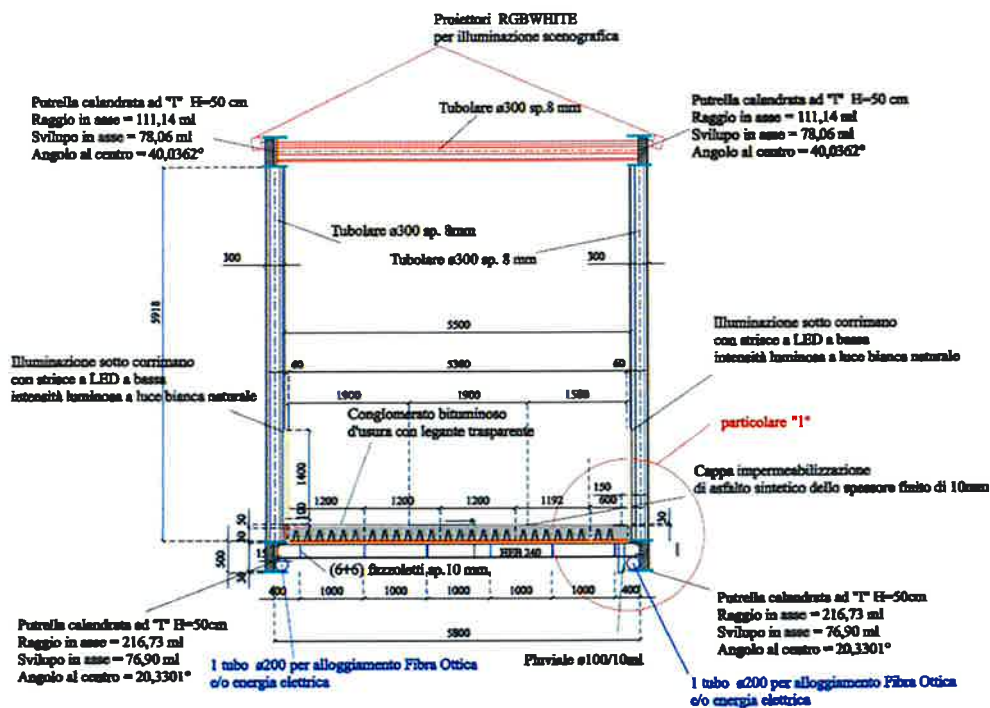 Proiettori RGBWHITE
per illuminazione scenografica
Putrella calandrata ad "I" H=50 cm
Raggio in asse = 111,14 ml
Sviluppo in asse = 78,06 ml
Angolo al centro = 40,0362°
Tubolare ø300 sp.8 mm
Putrella calandrata ad "I" H=50 cm
Raggio in asse = 111,14 ml
Sviluppo in asse = 78,06 ml
Angolo al centro = 40,0362°
Tubolare ø300 sp. 8mm
Tubolare ø300 sp. 8 mm
300
300
5918
5500
60
5380
60
1900
1900
1580
Illuminazione sotto corrimano
con strisce a LED a bassa
intensità luminosa a luce bianca naturale
Illuminazione sotto corrimano
con strisce a LED a bassa
intensità luminosa a luce bianca naturale
Conglomerato bituminoso
d'usura con legante trasparente
particolare "1"
Cappa impermeabilizzazione
di asfalto sintetico dello spessore finito di 10mm
1400
100
150
1200
1200
1200
1192
600
50
150
500
HEB 240
(6+6) fazzoletti sp.10 mm
400
1000
1000
1000
1000
1000
400
5800
Putrella calandrata ad "I" H=50cm
Raggio in asse = 216,73 ml
Sviluppo in asse = 76,90 ml
Angolo al centro = 20,3301°
Putrella calandrata ad "I" H=50cm
Raggio in asse = 216,73 ml
Sviluppo in asse = 76,90 ml
Angolo al centro = 20,3301°
1 tubo ø200 per alloggiamento Fibra Ottica
e/o energia elettrica
Pluviale ø100/10ml
1 tubo ø200 per alloggiamento Fibra Ottica
e/o energia elettrica